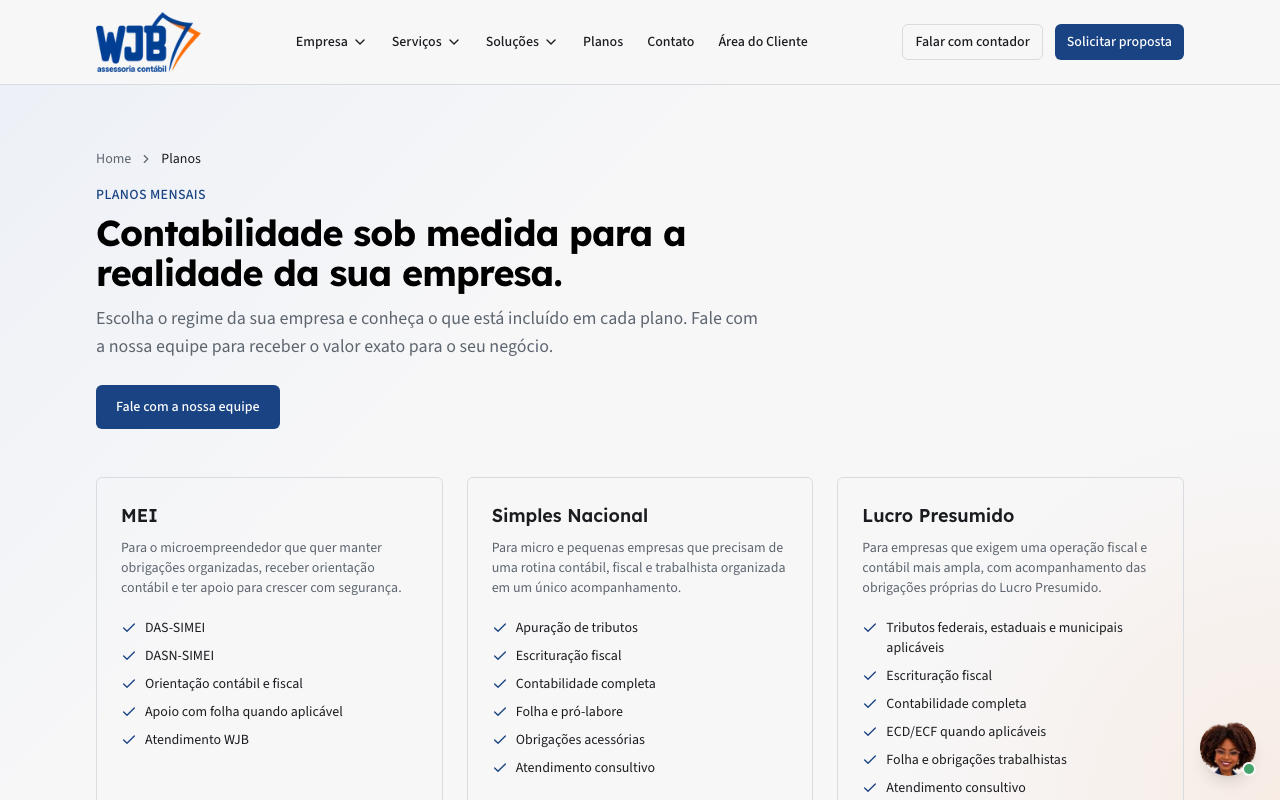 WJB
assessoria contábil
Empresa
Serviços
Soluções
Planos
Contato
Área do Cliente
Falar com contador
Solicitar proposta
Home
Planos
PLANOS MENSAIS
Contabilidade sob medida para a
realidade da sua empresa.
Escolha o regime da sua empresa e conheça o que está incluído em cada plano. Fale com
a nossa equipe para receber o valor exato para o seu negócio.
Fale com a nossa equipe
MEI
Para o microempreendedor que quer manter
obrigações organizadas, receber orientação
contábil e ter apoio para crescer com segurança.
DAS-SIMEI
DASN-SIMEI
Orientação contábil e fiscal
Apoio com folha quando aplicável
Atendimento WJB
Simples Nacional
Para micro e pequenas empresas que precisam de
uma rotina contábil, fiscal e trabalhista organizada
em um único acompanhamento.
Apuração de tributos
Escrituração fiscal
Contabilidade completa
Folha e pró-labore
Obrigações acessórias
Atendimento consultivo
Lucro Presumido
Para empresas que exigem uma operação fiscal e
contábil mais ampla, com acompanhamento das
obrigações próprias do Lucro Presumido.
Tributos federais, estaduais e municipais
aplicáveis
Escrituração fiscal
Contabilidade completa
ECD/ECF quando aplicáveis
Folha e obrigações trabalhistas
Atendimento consultivo